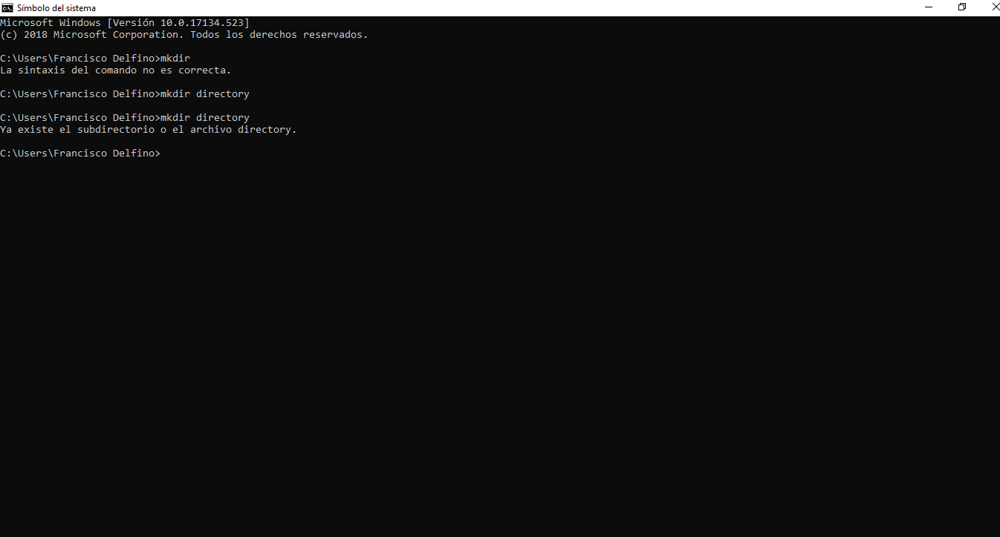 Símbolo del sistema
Microsoft Windows [Versión 10.0.17134.523]
(c) 2018 Microsoft Corporation. Todos los derechos reservados.
C:\Users\Francisco Delfino>mkdir
La sintaxis del comando no es correcta.
C:\Users\Francisco Delfino>mkdir directory
C:\Users\Francisco Delfino>mkdir directory
Ya existe el subdirectorio o el archivo directory.
C:\Users\Francisco Delfino>